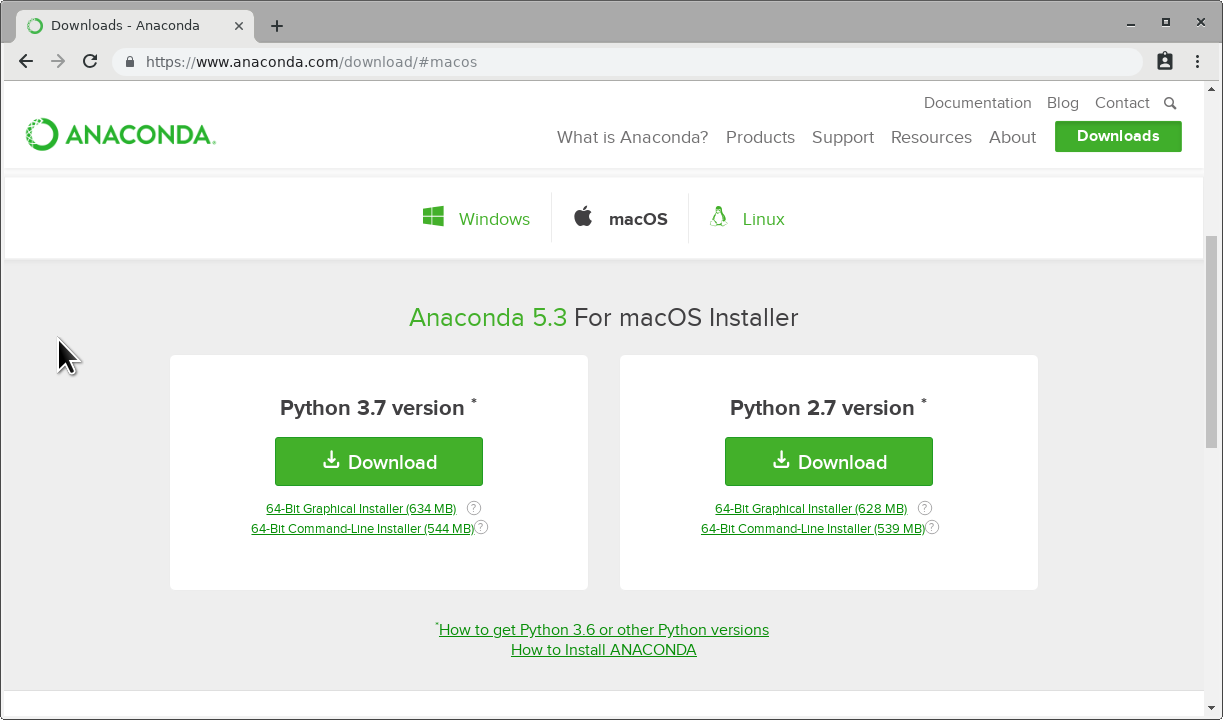 Downloads - Anaconda
https://www.anaconda.com/download/#macos
Documentation Blog Contact
ANACONDA.
What is Anaconda? Products Support Resources About Downloads
Windows macOS Linux
Anaconda 5.3 For macOS Installer
Python 3.7 version *
Download
64-Bit Graphical Installer (634 MB) ?
64-Bit Command-Line Installer (544 MB) ?
Python 2.7 version *
Download
64-Bit Graphical Installer (628 MB) ?
64-Bit Command-Line Installer (539 MB) ?
*How to get Python 3.6 or other Python versions
How to Install ANACONDA